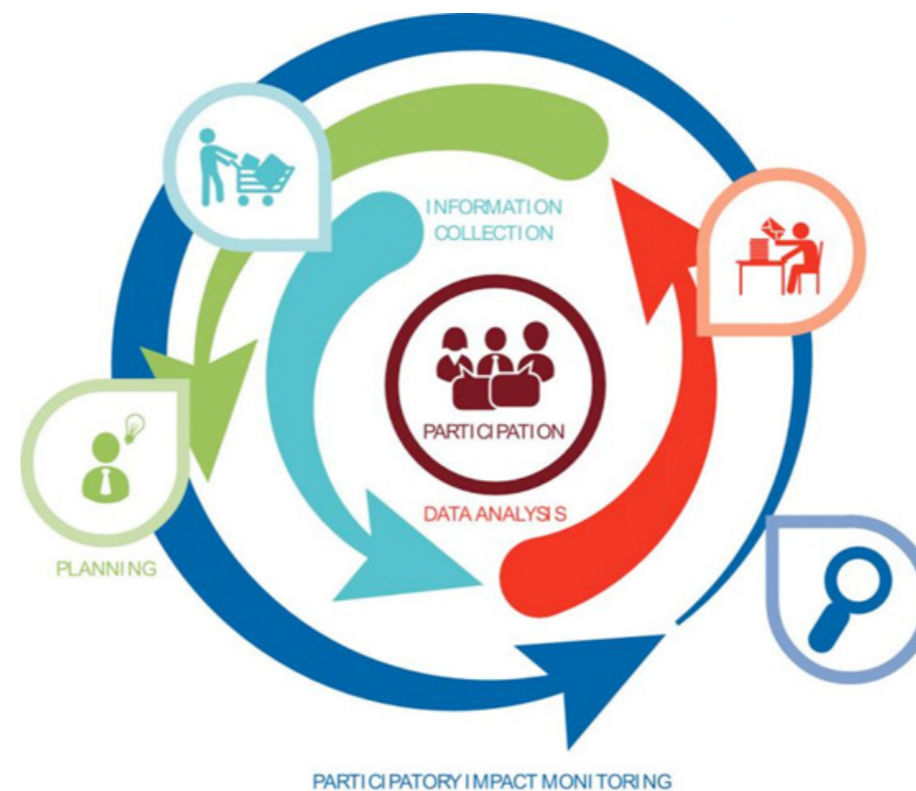 INFORMATION
COLLECTION
PARTICIPATION
DATA ANALYSIS
PLANNING
PARTICIPATORY IMPACT MONITORING